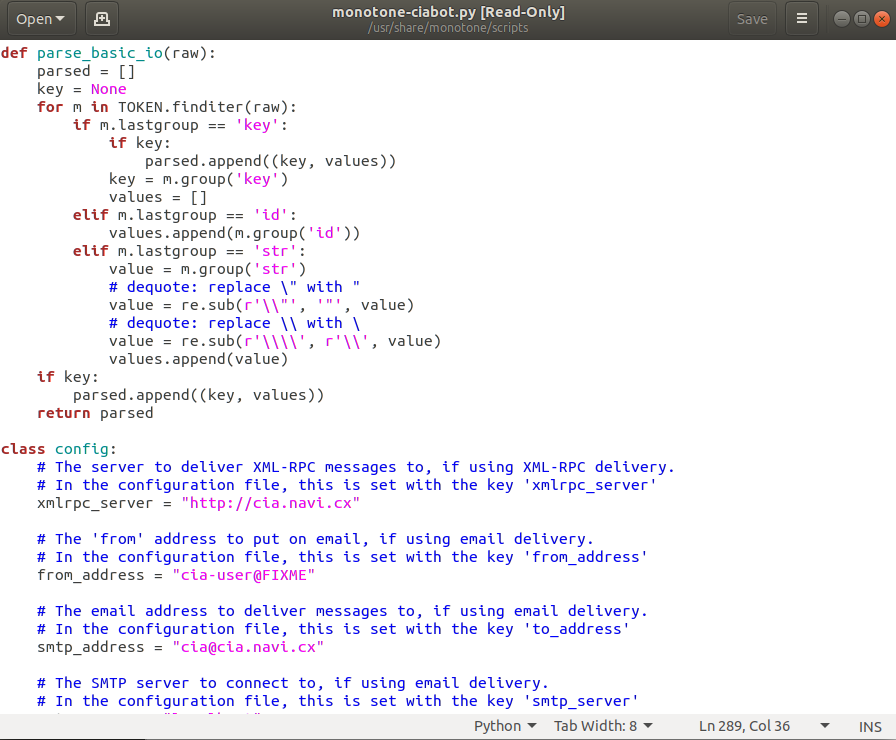 Open
monotone-ciabot.py [Read-Only]
/usr/share/monotone/scripts
Save
def parse_basic_io(raw):
    parsed = []
    key = None
    for m in TOKEN.finditer(raw):
        if m.lastgroup == 'key':
            if key:
                parsed.append((key, values))
            key = m.group('key')
            values = []
        elif m.lastgroup == 'id':
            values.append(m.group('id'))
        elif m.lastgroup == 'str':
            value = m.group('str')
            # dequote: replace \" with "
            value = re.sub(r'\\"', '"', value)
            # dequote: replace \\ with \
            value = re.sub(r'\\\\', r'\\', value)
            values.append(value)
    if key:
        parsed.append((key, values))
    return parsed

class config:
    # The server to deliver XML-RPC messages to, if using XML-RPC delivery.
    # In the configuration file, this is set with the key 'xmlrpc_server'
    xmlrpc_server = "http://cia.navi.cx"

    # The 'from' address to put on email, if using email delivery.
    # In the configuration file, this is set with the key 'from_address'
    from_address = "cia-user@FIXME"

    # The email address to deliver messages to, if using email delivery.
    # In the configuration file, this is set with the key 'to_address'
    smtp_address = "cia@cia.navi.cx"

    # The SMTP server to connect to, if using email delivery.
    # In the configuration file, this is set with the key 'smtp_server'
Python Tab Width: 8 Ln 289, Col 36 INS